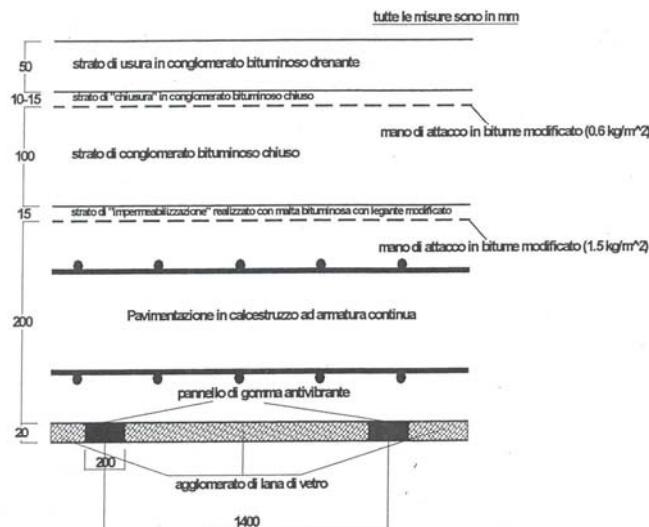 tutte le misure sono in mm
50
strato di usura in conglomerato bituminoso drenante
10-15
strato di "chiusura" in conglomerato bituminoso chiuso
mano di attacco in bitume modificato (0.6 kg/m^2)
100
strato di conglomerato bituminoso chiuso
15
strato di "impermeabilizzazione" realizzato con malta bituminosa con legante modificato
mano di attacco in bitume modificato (1.5 kg/m^2)
200
Pavimentazione in calcestruzzo ad armatura continua
pannello di gomma antivibrante
20
200
agglomerato di lana di vetro
1400